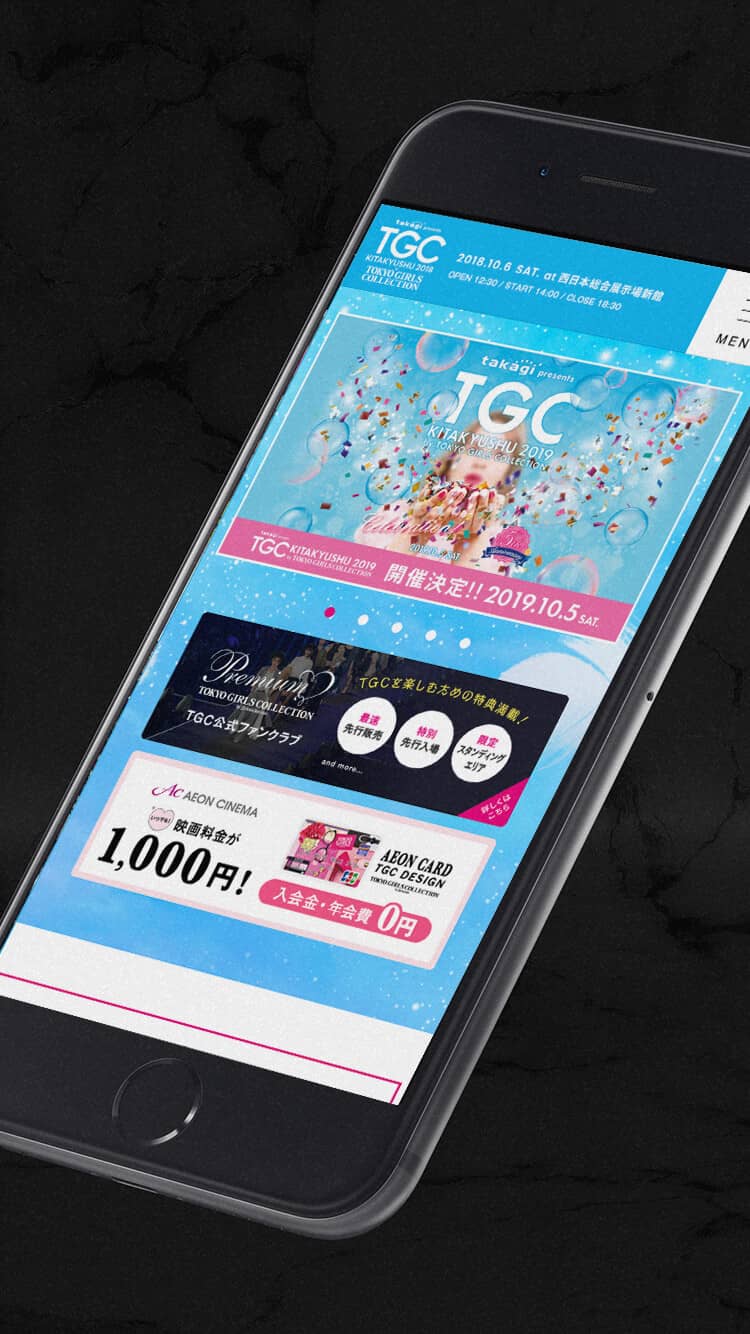 takagi presents
TGC
KITAKYUSHU 2018
TOKYO GIRLS
COLLECTION
2018.10.6 SAT. at 西日本総合展示場新館
OPEN 12:30 / START 14:00 / CLOSE 18:30
MEN
takagi presents
TGC
KITAKYUSHU 2019
by TOKYO GIRLS COLLECTION
Celebration
2019.10.5 SAT.
takagi presents
TGC KITAKYUSHU 2019
by TOKYO GIRLS COLLECTION
開催決定!! 2019.10.5 SAT.
Premium
TOKYO GIRLS COLLECTION
TGC公式ファンクラブ
TGCを楽しむための特典満載!
最速
先行販売
特別
先行入場
限定
スタンディング
エリア
and more...
詳しくは
こちら
AC AEON CINEMA
いつでも!
映画料金が
1,000円!
AEON CARD
TGC DESIGN
TOKYO GIRLS COLLECTION
JCB
入会金・年会費 0円